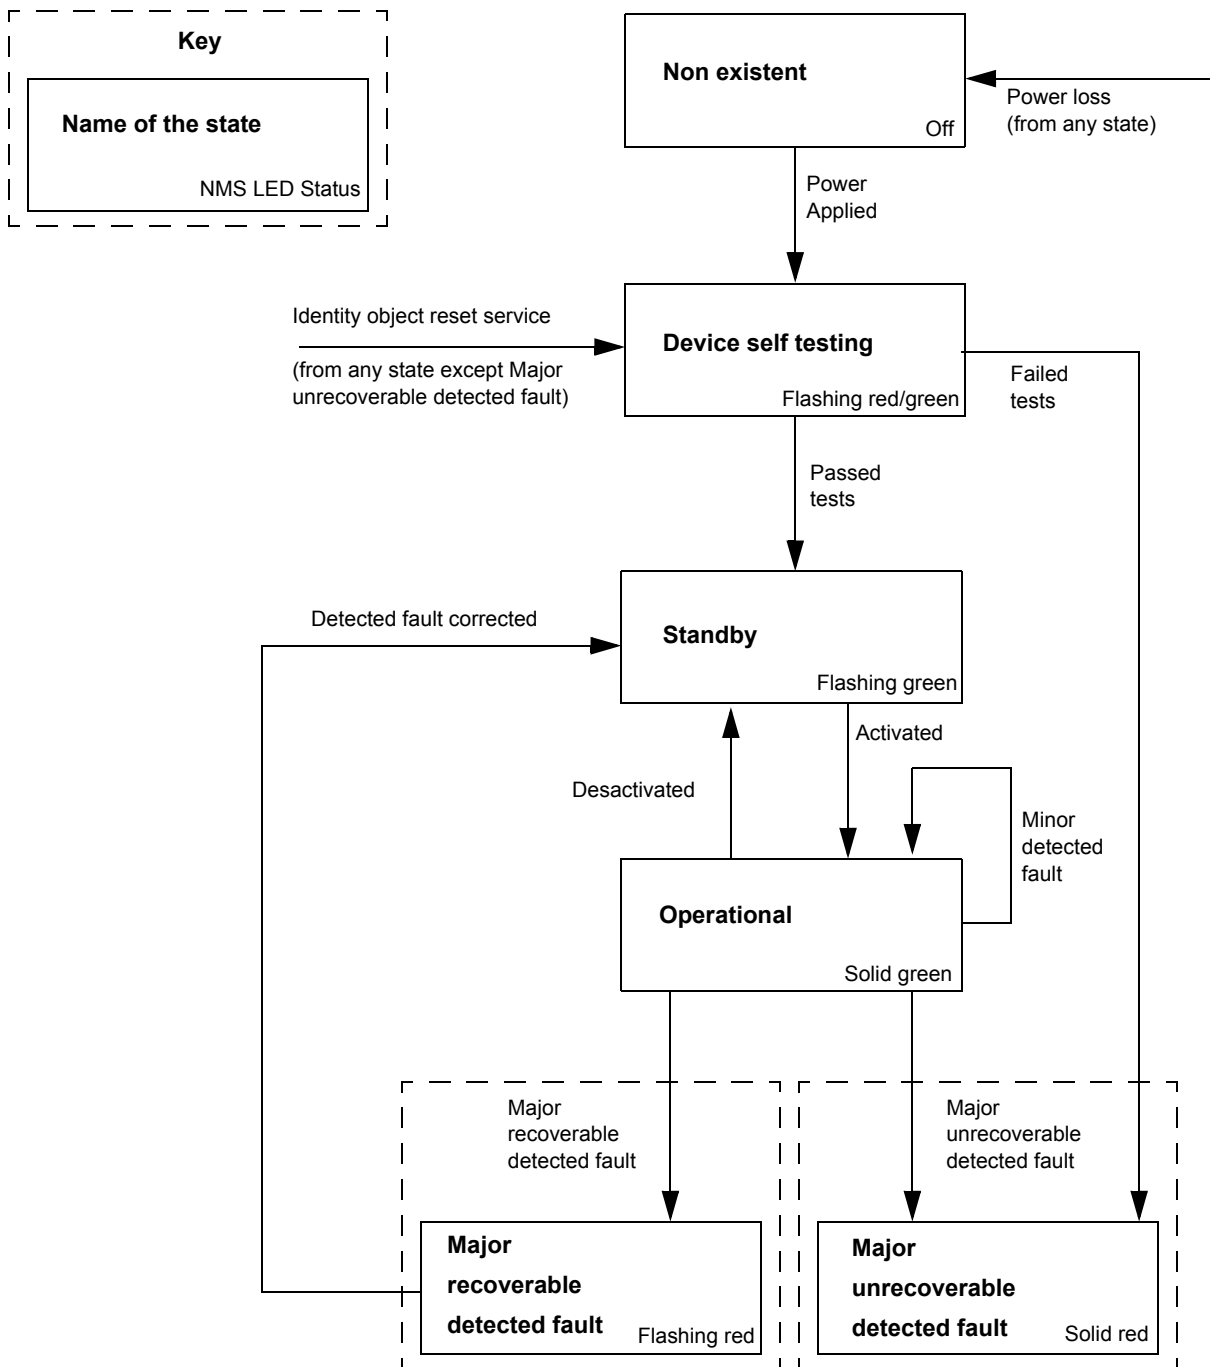 Key
Name of the state
NMS LED Status
Non existent
Off
Power loss
(from any state)
Power
Applied
Identity object reset service
(from any state except Major
unrecoverable detected fault)
Device self testing
Flashing red/green
Failed
tests
Passed
tests
Detected fault corrected
Standby
Flashing green
Activated
Desactivated
Minor
detected
fault
Operational
Solid green
Major
recoverable
detected fault
Major
unrecoverable
detected fault
Major
recoverable
detected fault
Flashing red
Major
unrecoverable
detected fault
Solid red